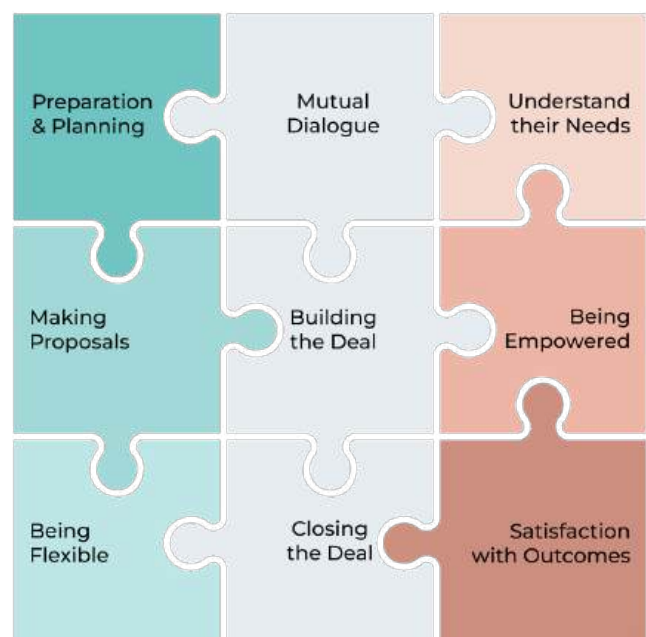 Preparation
& Planning
Mutual
Dialogue
Understand
their Needs
Making
Proposals
Building
the Deal
Being
Empowered
Being
Flexible
Closing
the Deal
Satisfaction
with Outcomes